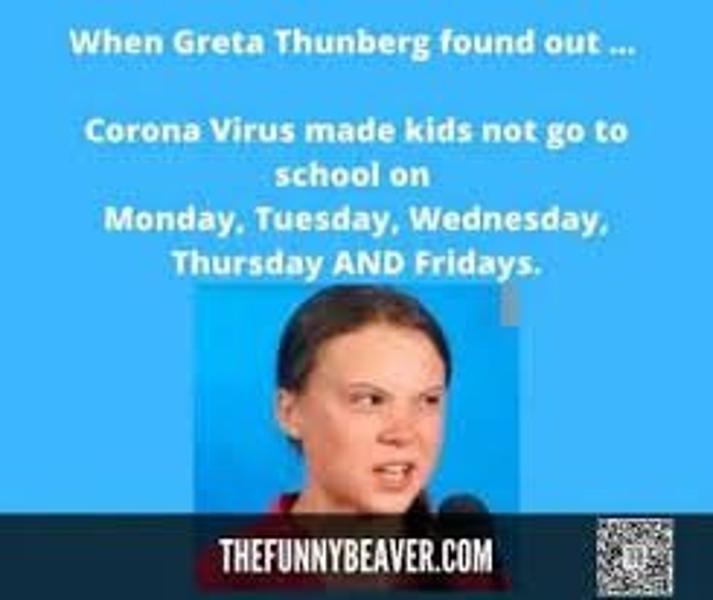 When Greta Thunberg found out ...
Corona Virus made kids not go to
school on
Monday, Tuesday, Wednesday,
Thursday AND Fridays.
THEFUNNYBEAVER.COM